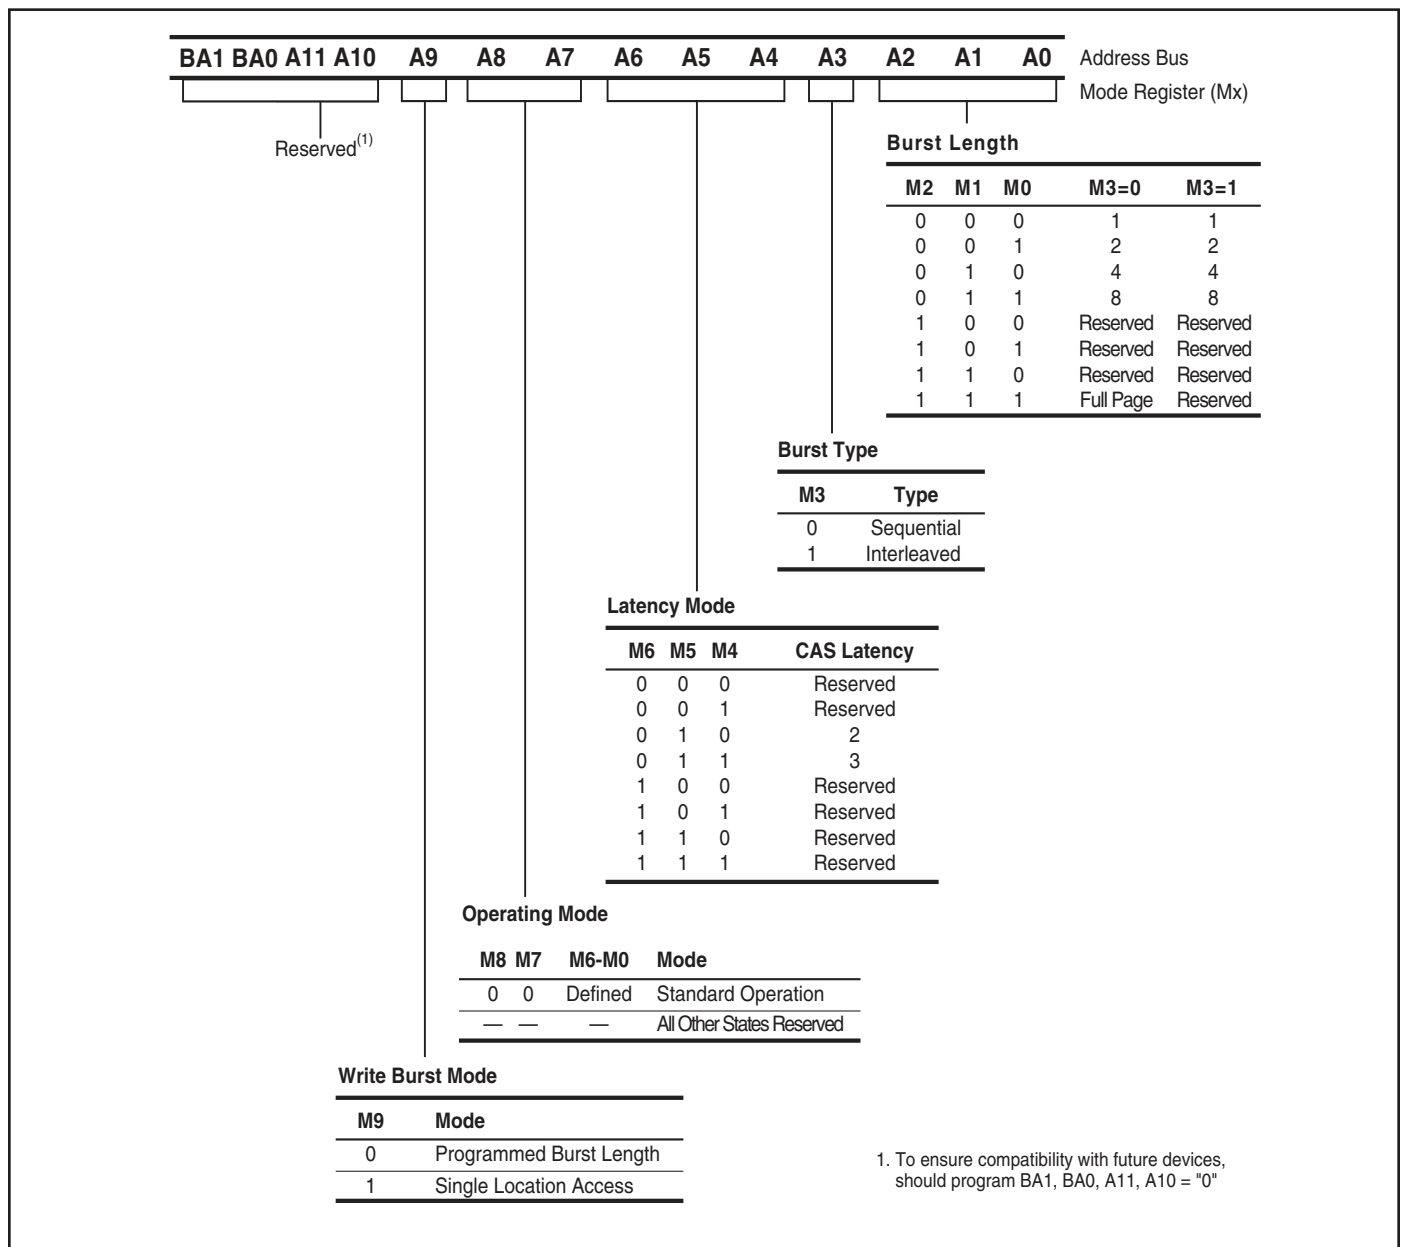 BA1 BA0 A11 A10 A9 A8 A7 A6 A5 A4 A3 A2 A1 A0 Address Bus
Mode Register (Mx)
Reserved(1)
Burst Length
M2 M1 M0 M3=0 M3=1
0 0 0 1 1
0 0 1 2 2
0 1 0 4 4
0 1 1 8 8
1 0 0 Reserved Reserved
1 0 1 Reserved Reserved
1 1 0 Reserved Reserved
1 1 1 Full Page Reserved
Burst Type
M3 Type
0 Sequential
1 Interleaved
Latency Mode
M6 M5 M4 CAS Latency
0 0 0 Reserved
0 0 1 Reserved
0 1 0 2
0 1 1 3
1 0 0 Reserved
1 0 1 Reserved
1 1 0 Reserved
1 1 1 Reserved
Operating Mode
M8 M7 M6-M0 Mode
0 0 Defined Standard Operation
— — — All Other States Reserved
Write Burst Mode
M9 Mode
0 Programmed Burst Length
1 Single Location Access
1. To ensure compatibility with future devices,
should program BA1, BA0, A11, A10 = "0"